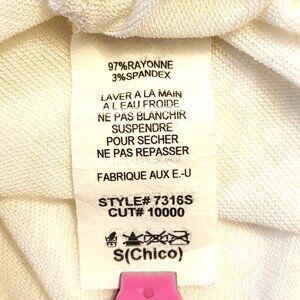 97%RAYONNE
3%SPANDEX
LAVER A LA MAIN
A L'EAU FROIDE
NE PAS BLANCHIR
SUSPENDRE
POUR SECHER
NE PAS REPASSER
FABRIQUE AUX E.-U
STYLE# 7316S
CUT# 10000
S(Chico)